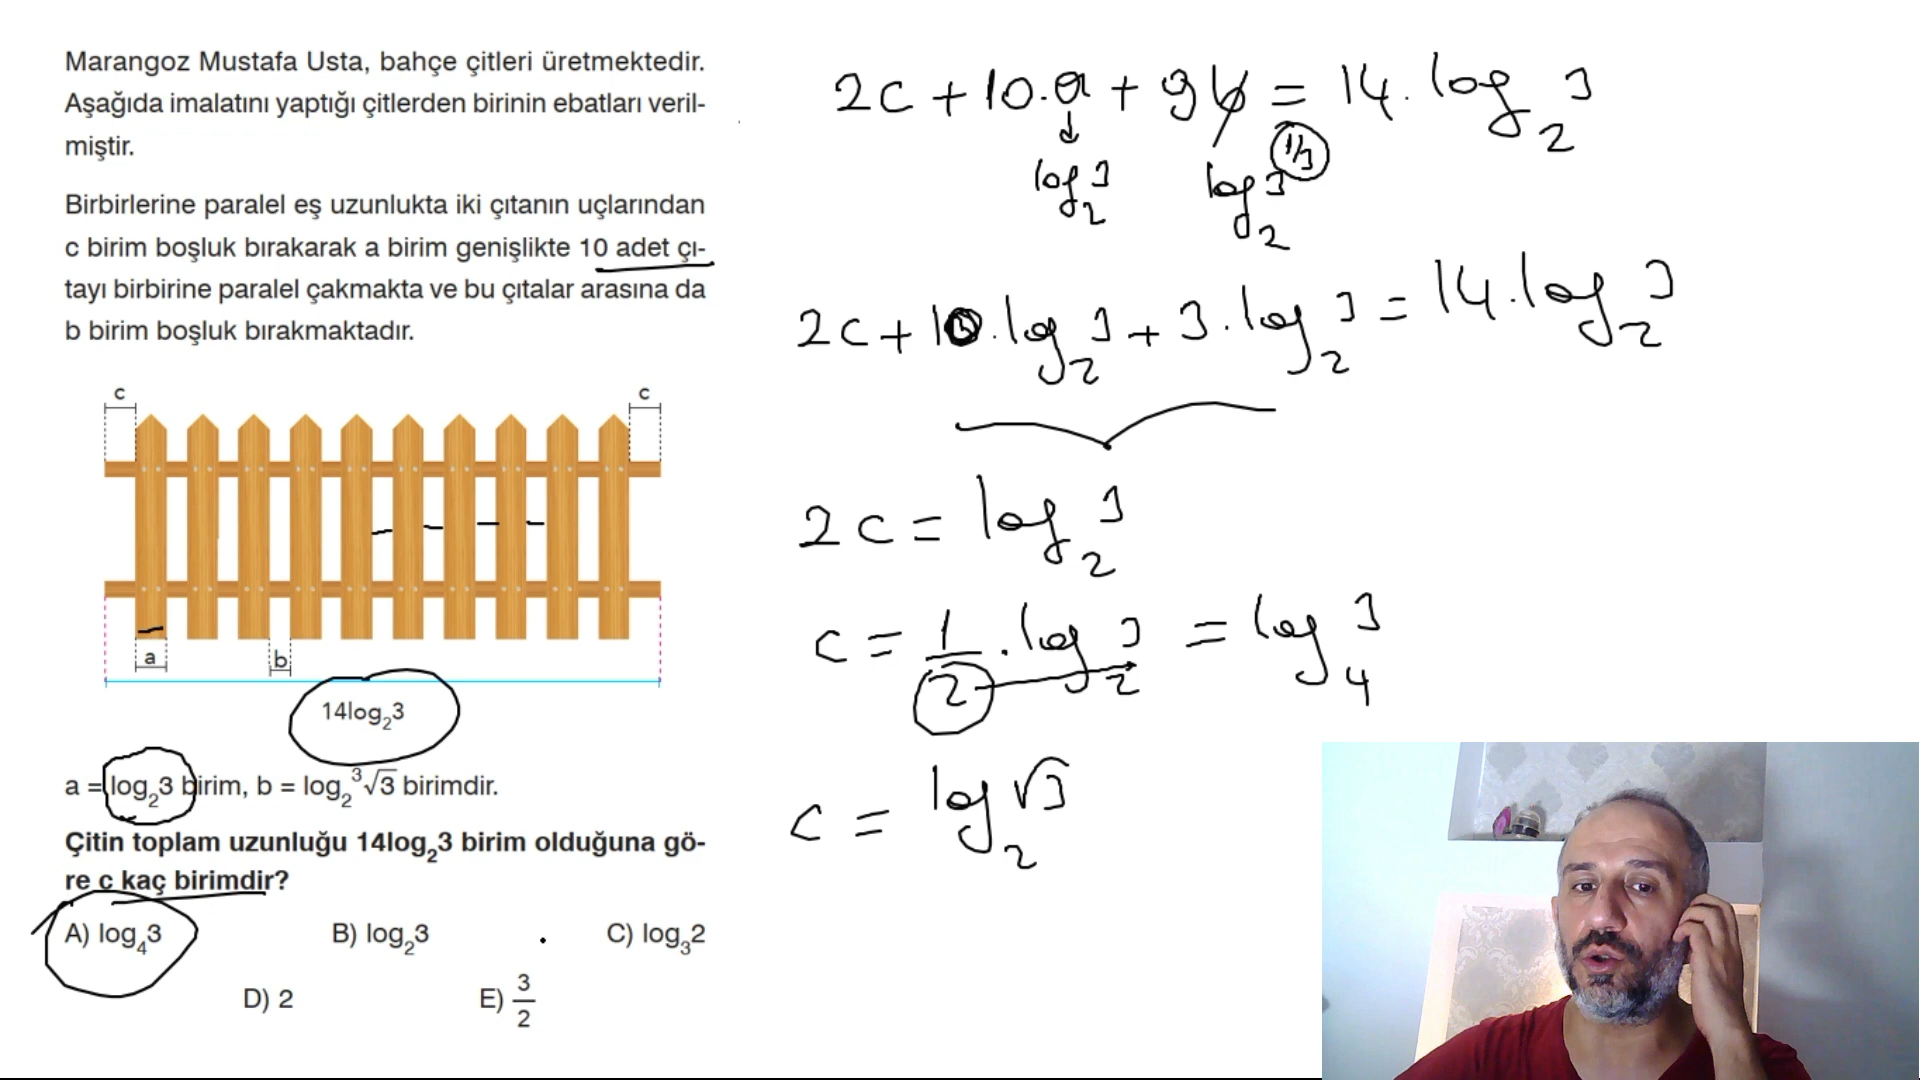 Marangoz Mustafa Usta, bahçe çitleri üretmektedir.
Aşağıda imalatını yaptığı çitlerden birinin ebatları veril-
miştir.
Birbirlerine paralel eş uzunlukta iki çıtanın uçlarından
c birim boşluk bırakarak a birim genişlikte 10 adet çı-
tayı birbirine paralel çakmakta ve bu çıtalar arasına da
b birim boşluk bırakmaktadır.
c c
a b
14log₂3
a = log₂3 birim, b = log₂³√3 birimdir.
Çitin toplam uzunluğu 14log₂3 birim olduğuna gö-
re c kaç birimdir?
A) log₄3 B) log₂3 C) log₃2
D) 2 E) 3/2
2c + 10.a + 9b = 14.log₂3
log₂3 log₂3^(1/3)
2c + 10.log₂3 + 3.log₂3 = 14.log₂3
2c = log₂3
c = 1/2 . log₂3 = log₄3
c = log₂√3